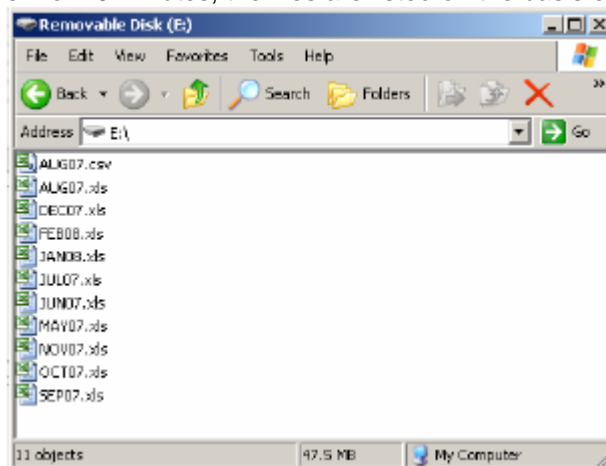 Removable Disk (E:)
File Edit View Favorites Tools Help
Back Search Folders »
Address E:\ Go
AUG07.csv
AUG07.xls
DEC07.xls
FEB08.xls
JAN08.xls
JUL07.xls
JUN07.xls
MAY07.xls
NOV07.xls
OCT07.xls
SEP07.xls
11 objects 47.5 MB My Computer